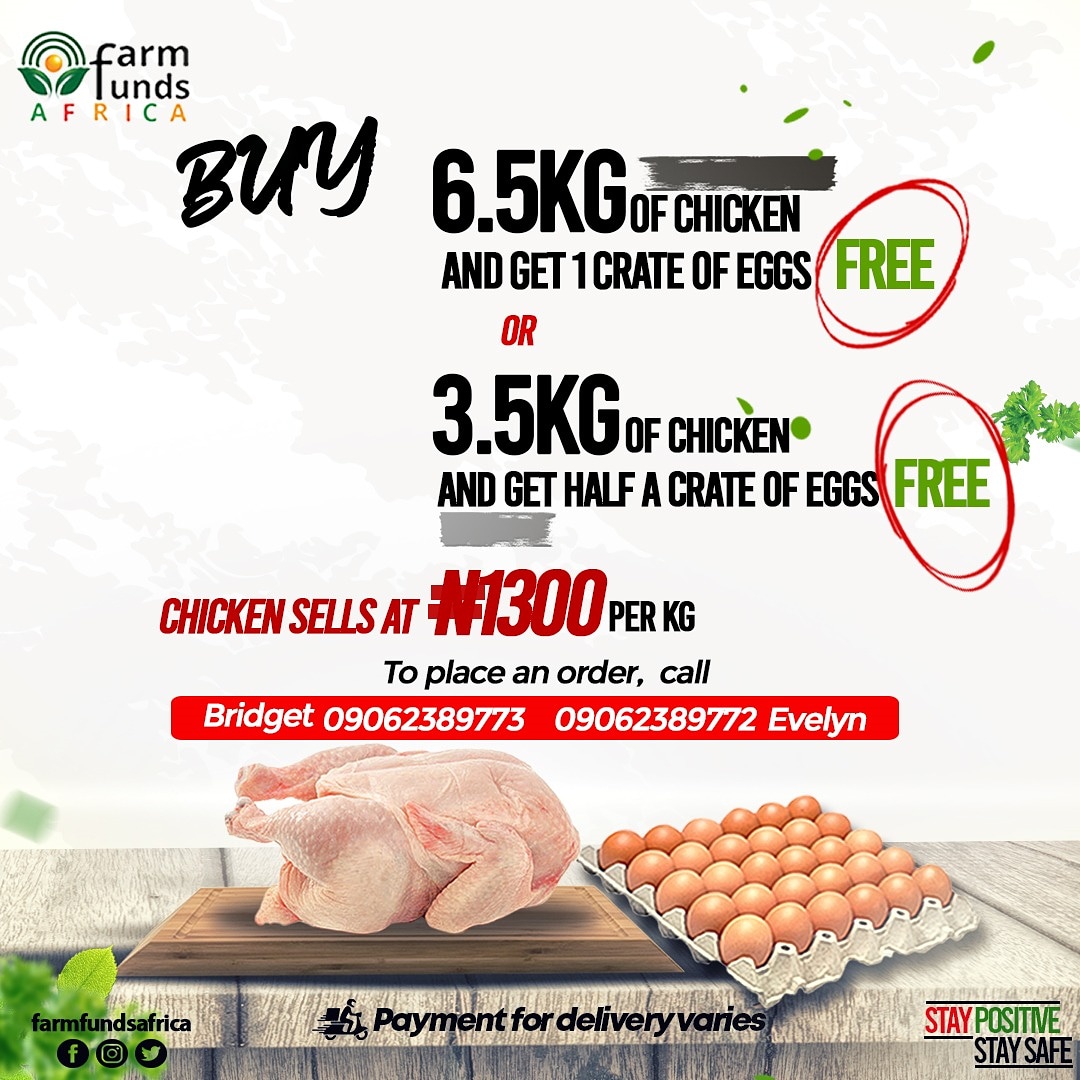 farm
funds
AFRICA
BUY
6.5KG OF CHICKEN
AND GET 1 CRATE OF EGGS FREE
OR
3.5KG OF CHICKEN
AND GET HALF A CRATE OF EGGS FREE
CHICKEN SELLS AT ₦1300 PER KG
To place an order, call
Bridget 09062389773 09062389772 Evelyn
farmfundsafrica
Payment for delivery varies
STAY POSITIVE
STAY SAFE